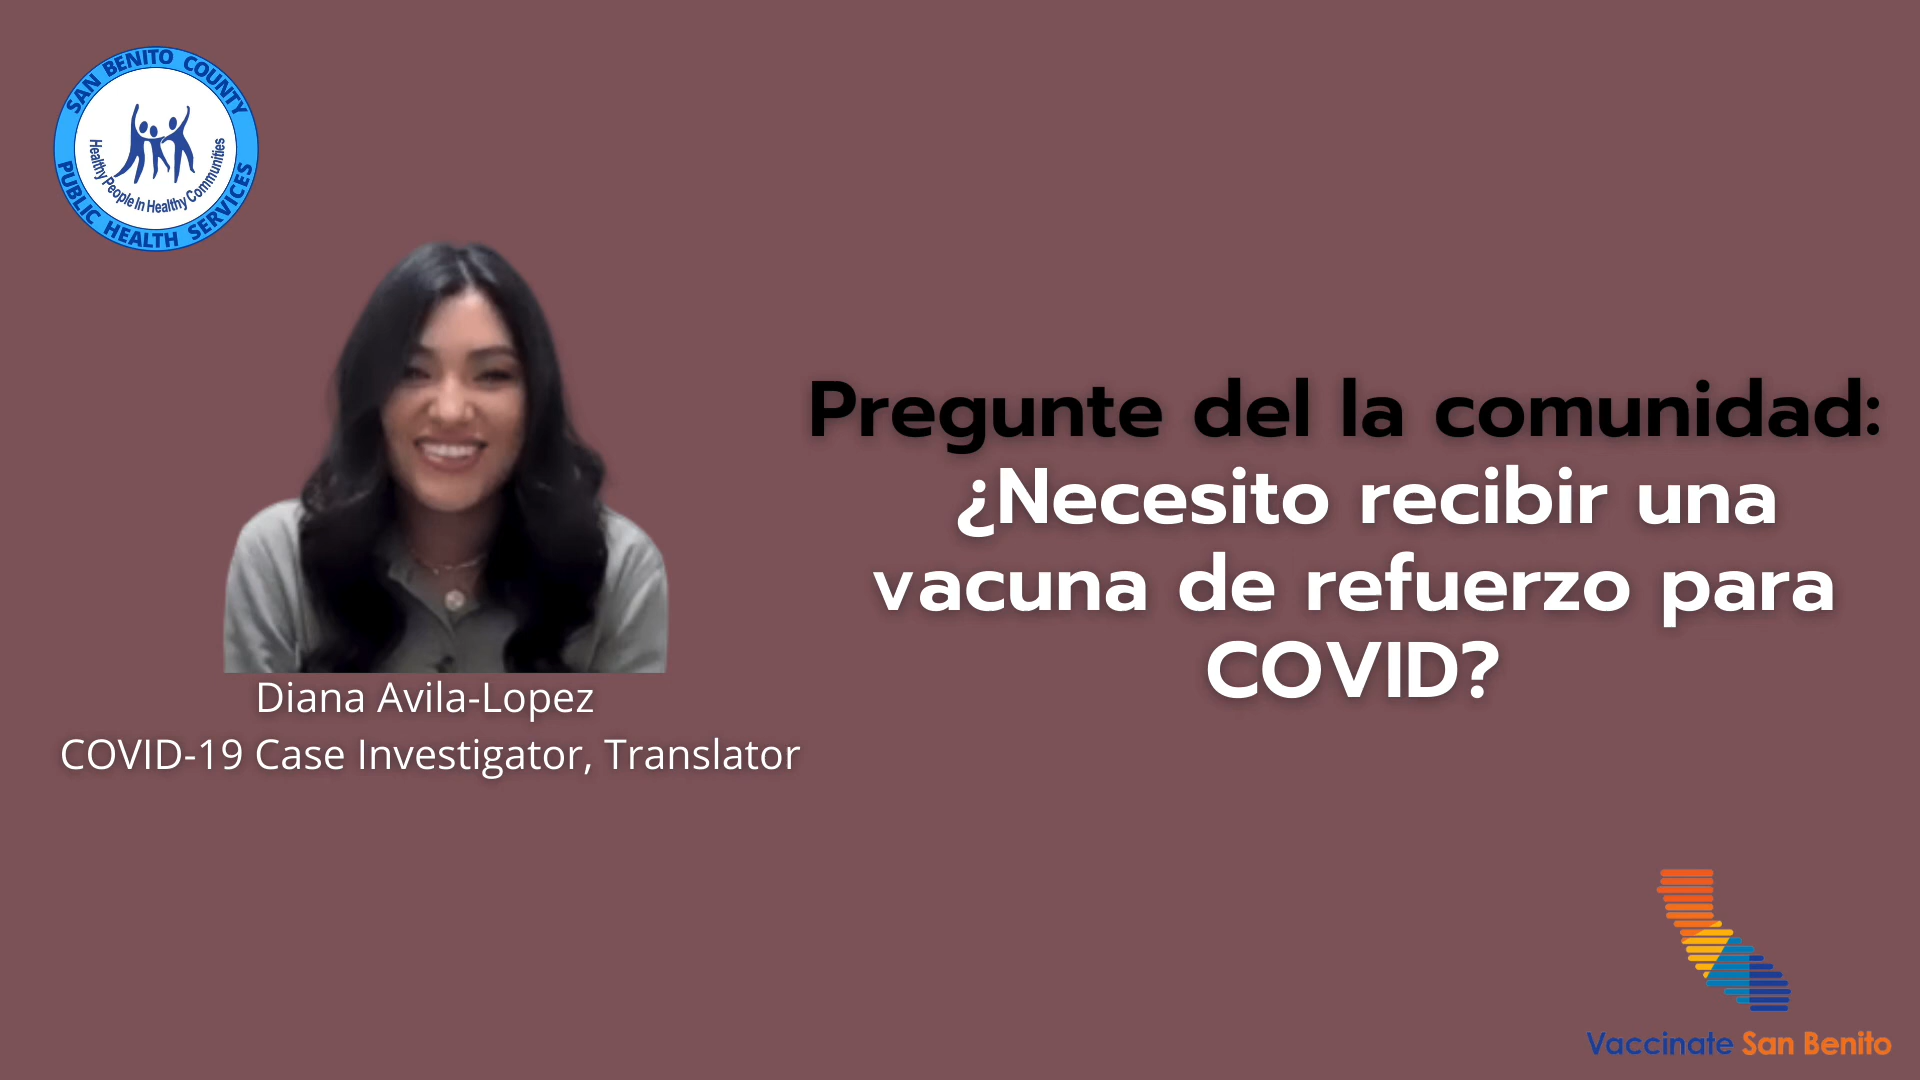 SAN BENITO COUNTY
Healthy People In Healthy Communities
PUBLIC HEALTH SERVICES
Pregunte del la comunidad:
¿Necesito recibir una
vacuna de refuerzo para
COVID?
Diana Avila-Lopez
COVID-19 Case Investigator, Translator
Vaccinate San Benito